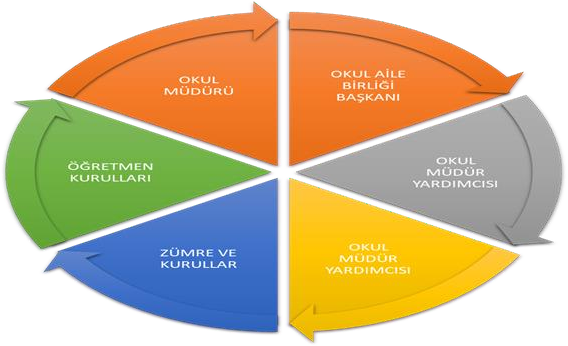 OKUL
MÜDÜRÜ
OKUL AİLE
BİRLİĞİ
BAŞKANI
OKUL
MÜDÜR
YARDIMCISI
OKUL
MÜDÜR
YARDIMCISI
ZÜMRE VE
KURULLAR
ÖĞRETMEN
KURULLARI